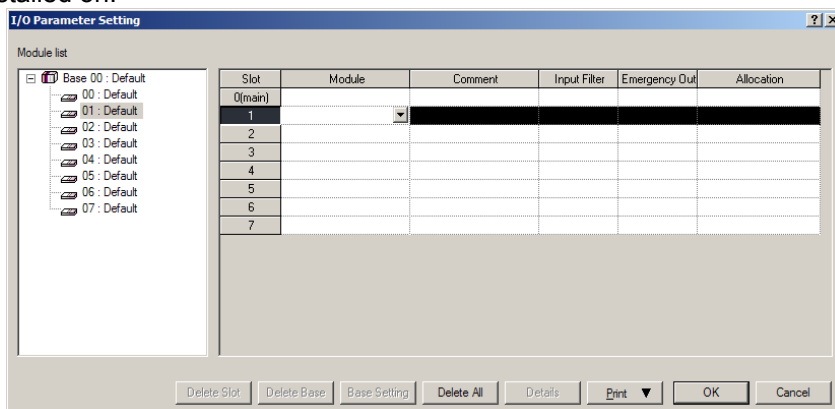 I/O Parameter Setting
Module list
Base 00 : Default
00 : Default
01 : Default
02 : Default
03 : Default
04 : Default
05 : Default
06 : Default
07 : Default
Slot Module Comment Input Filter Emergency Out Allocation
0(main)
1
2
3
4
5
6
7
Delete Slot Delete Base Base Setting Delete All Details Print OK Cancel